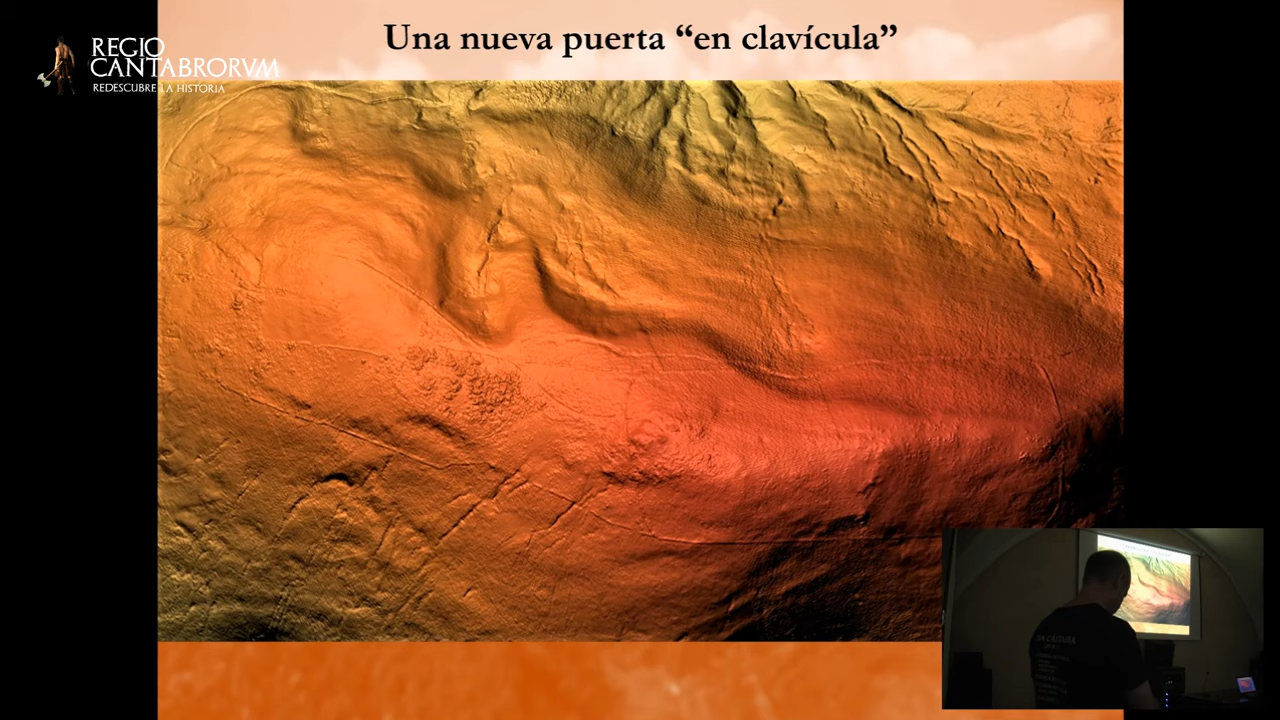 Una nueva puerta “en clavícula”
REGIO
CANTABRORVM
REDESCUBRE LA HISTORIA